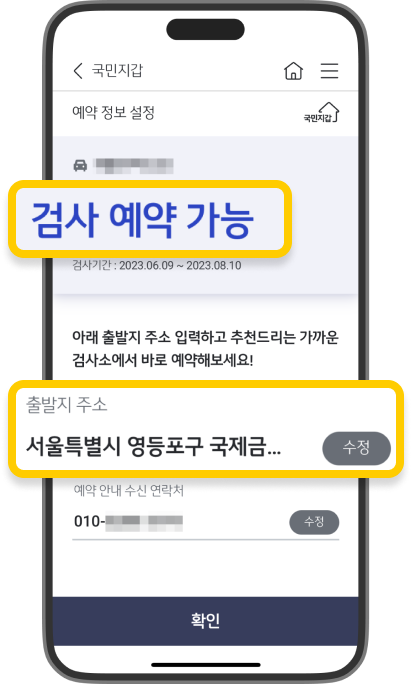 국민지갑
예약 정보 설정
국민지갑
검사 예약 가능
검사기간 : 2023.06.09 ~ 2023.08.10
아래 출발지 주소 입력하고 추천드리는 가까운
검사소에서 바로 예약해보세요!
출발지 주소
서울특별시 영등포구 국제금...
수정
예약 안내 수신 연락처
010-
수정
확인